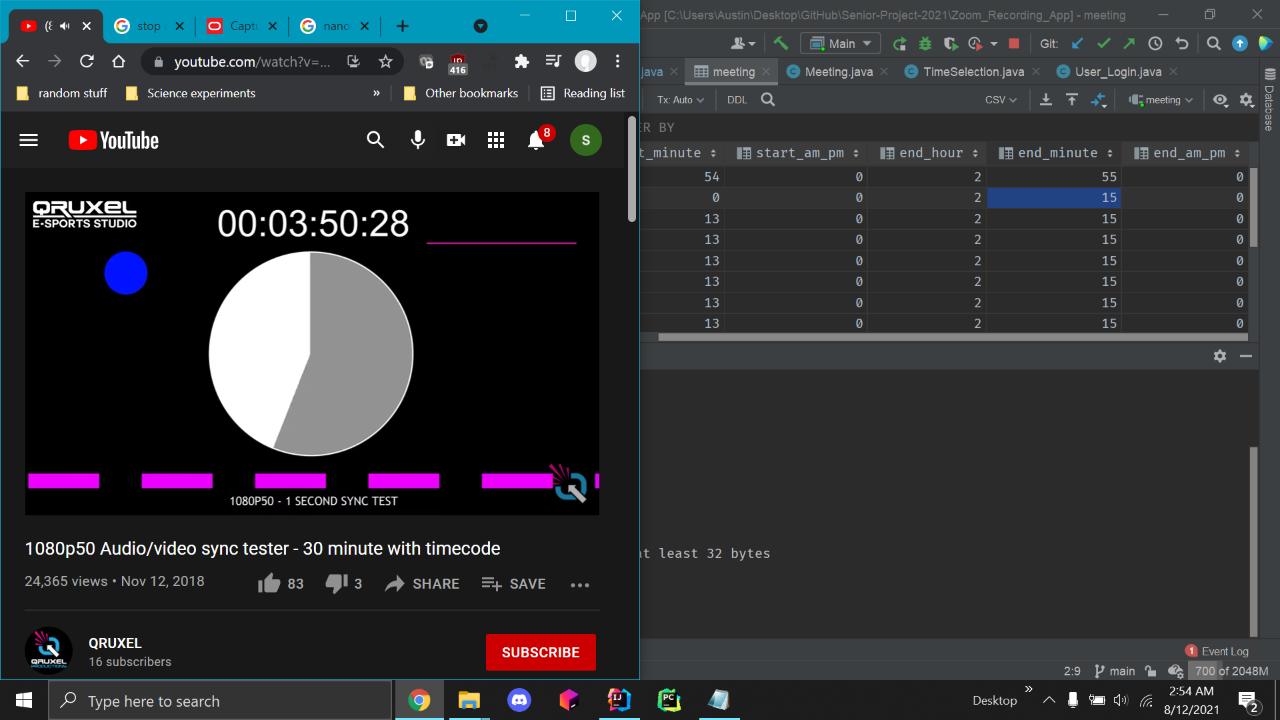 stop
Captu
nano
App [C:\Users\Austin\Desktop\GitHub\Senior-Project-2021\Zoom_Recording_App] - meeting
youtube.com/watch?v=...
416
Main
Git:
random stuff
Science experiments
»
Other bookmarks
Reading list
java
meeting
Meeting.java
TimeSelection.java
User_Login.java
Tx: Auto
DDL
CSV
meeting
Database
YouTube
8
S
ER BY
t_minute start_am_pm end_hour end_minute end_am_pm
54 0 2 55 0
0 0 2 15 0
13 0 2 15 0
13 0 2 15 0
13 0 2 15 0
13 0 2 15 0
13 0 2 15 0
13 0 2 15 0
QRUXEL
E-SPORTS STUDIO
00:03:50:28
1080P50 - 1 SECOND SYNC TEST
1080p50 Audio/video sync tester - 30 minute with timecode
24,365 views • Nov 12, 2018
83
3
SHARE
SAVE
at least 32 bytes
QRUXEL
PRODUCTIONS
QRUXEL
16 subscribers
SUBSCRIBE
1 Event Log
2:9
main
700 of 2048M
Type here to search
Desktop
»
2:54 AM
8/12/2021
2